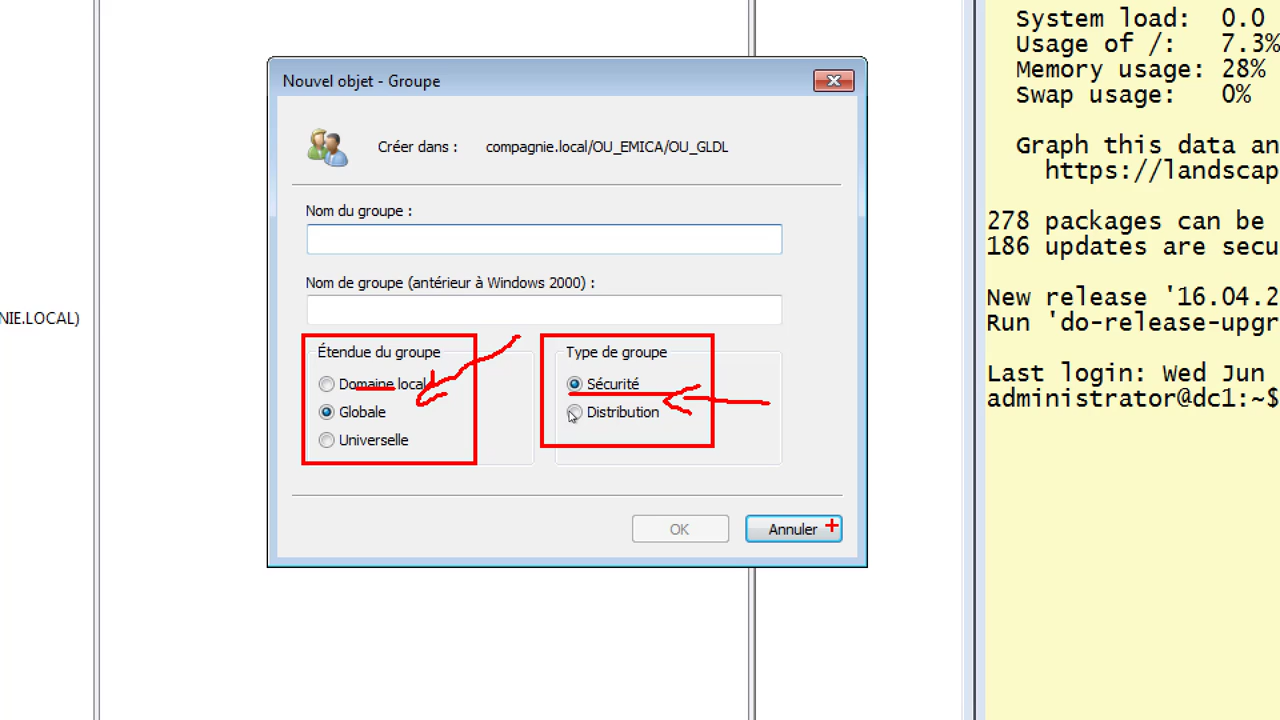 Nouvel objet - Groupe
Créer dans : compagnie.local/OU_EMICA/OU_GLDL
Nom du groupe :
Nom de groupe (antérieur à Windows 2000) :
Étendue du groupe
Domaine local
Globale
Universelle
Type de groupe
Sécurité
Distribution
OK
Annuler
NIE.LOCAL)
System load: 0.0
Usage of /: 7.3%
Memory usage: 28%
Swap usage: 0%
Graph this data an
https://landscap
278 packages can be
186 updates are secu
New release '16.04.2
Run 'do-release-upgr
Last login: Wed Jun
administrator@dc1:~$